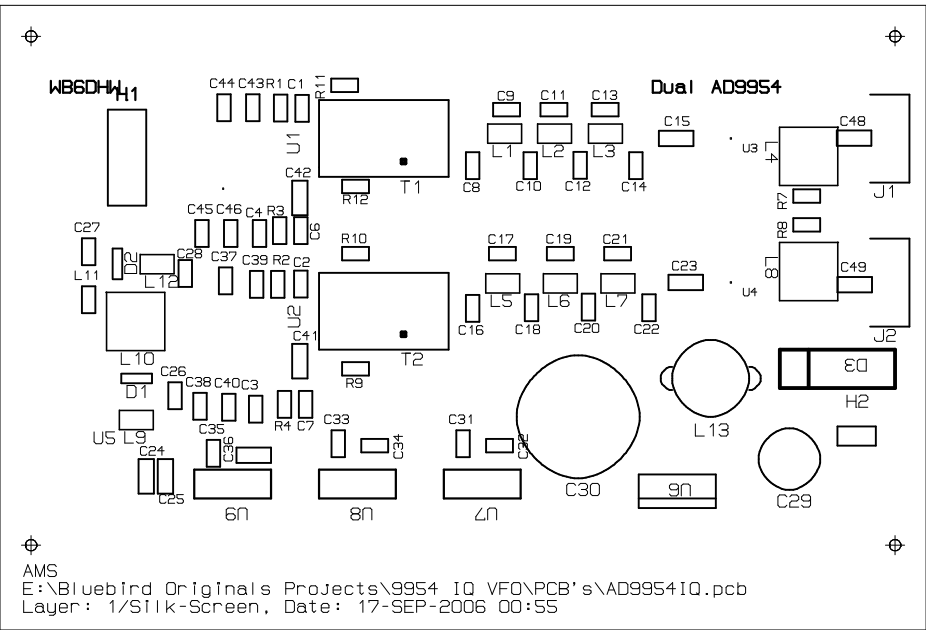 WB6DHW H1
C44 C43 R1 C1 R11
Dual AD9954
C9 C11 C13
U1
C15
C48
L1 L2 L3
U3 L4
T1
C8 C10 C12 C14
C42
R12
J1
R7
C45 C46 C4 R3 C6
R8
C27
R10
C17 C19 C21
D2 C28 C37 C39 R2 C2
C23
L8 C49
L11 L12
U4
L5 L6 L7
U2
C16 C18 C20 C22
C41
L10
T2
J2
R9
D3
C26 C38 C40 C3
D1
H2
R4 C7
C33 C31
L13
U5 L9
C35 C36
C34 C32
C24
C25
C30
U6
C29
U9 U8 U7
AMS
E:\Bluebird Originals Projects\9954 IQ VFO\PCB's\AD9954IQ.pcb
Layer: 1/Silk-Screen, Date: 17-SEP-2006 00:55